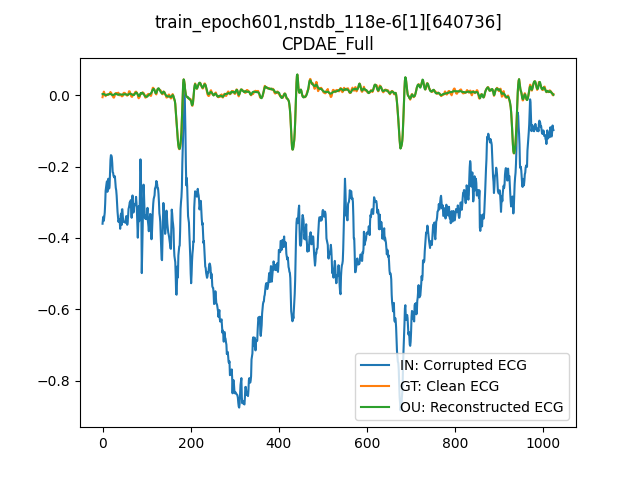 train_epoch601,nstdb_118e-6[1][640736]
CPDAE_Full
0.0
−0.2
−0.4
−0.6
−0.8
IN: Corrupted ECG
GT: Clean ECG
OU: Reconstructed ECG
0 200 400 600 800 1000